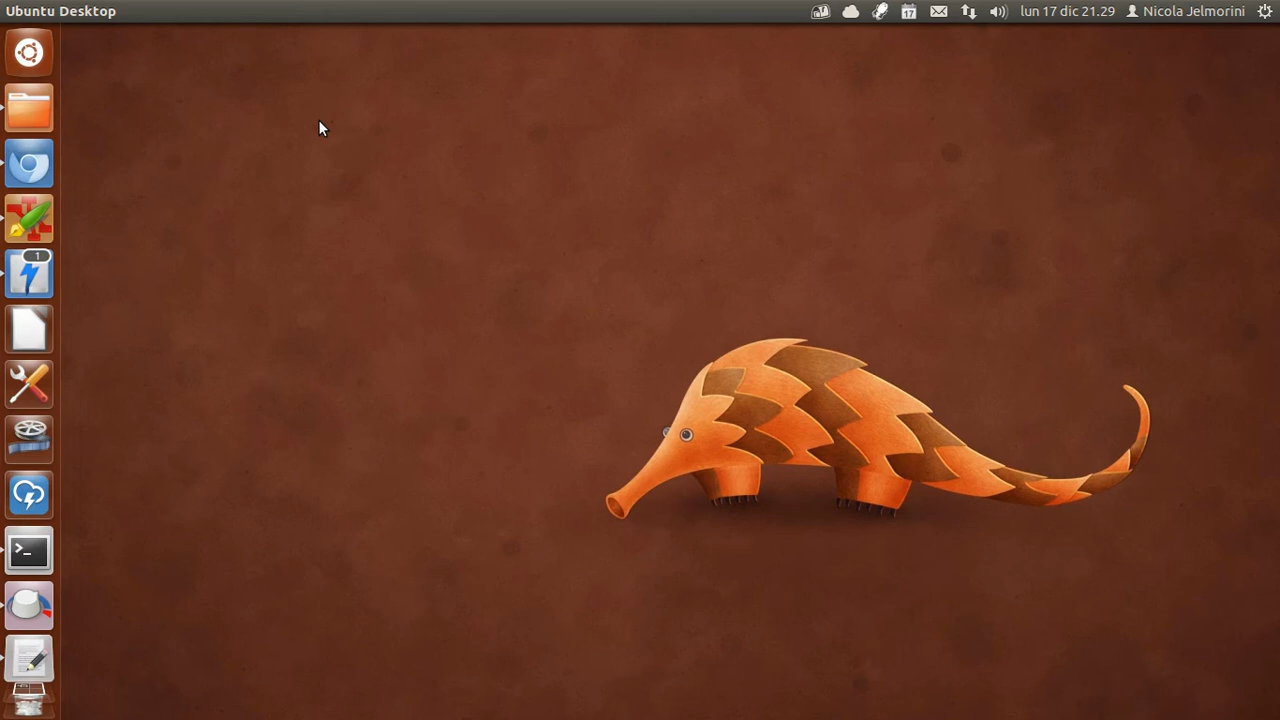 Ubuntu Desktop
17
lun 17 dic 21.29
Nicola Jelmorini
1
>_